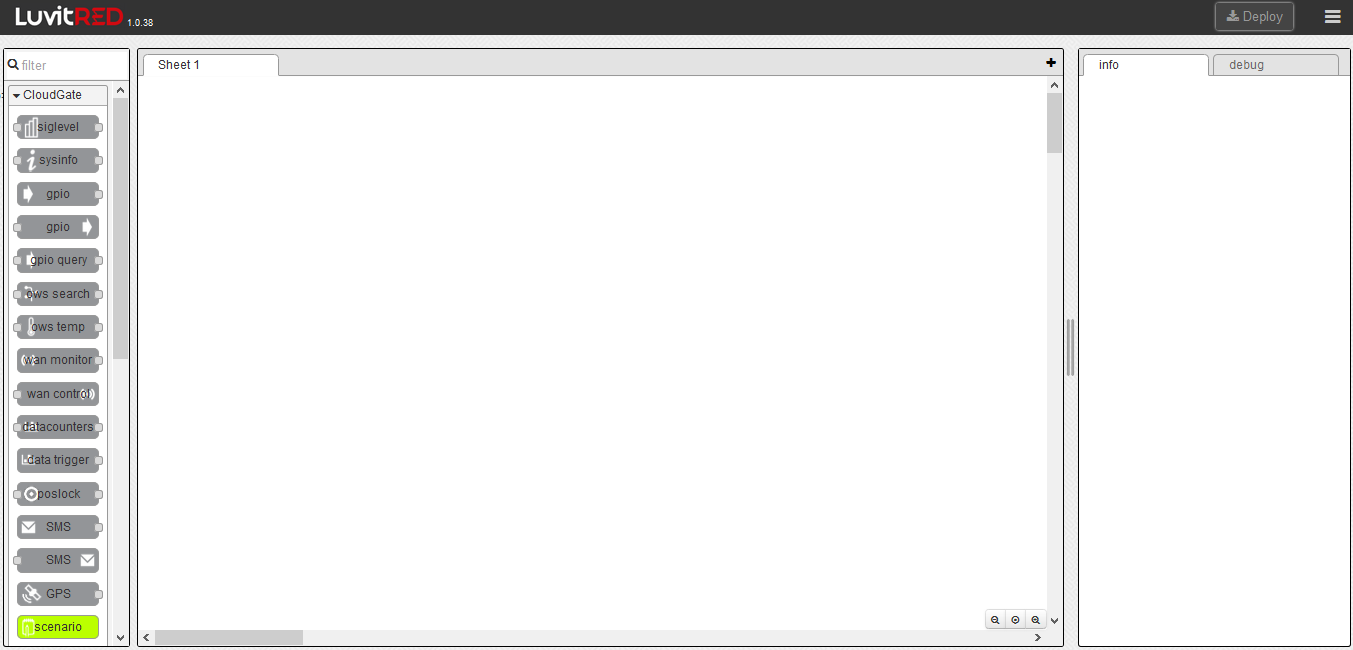 LuvitRED 1.0.38
Deploy
filter
Sheet 1
info
debug
CloudGate
siglevel
sysinfo
gpio
gpio
gpio query
ows search
ows temp
wan monitor
wan control
datacounters
data trigger
poslock
SMS
SMS
GPS
scenario